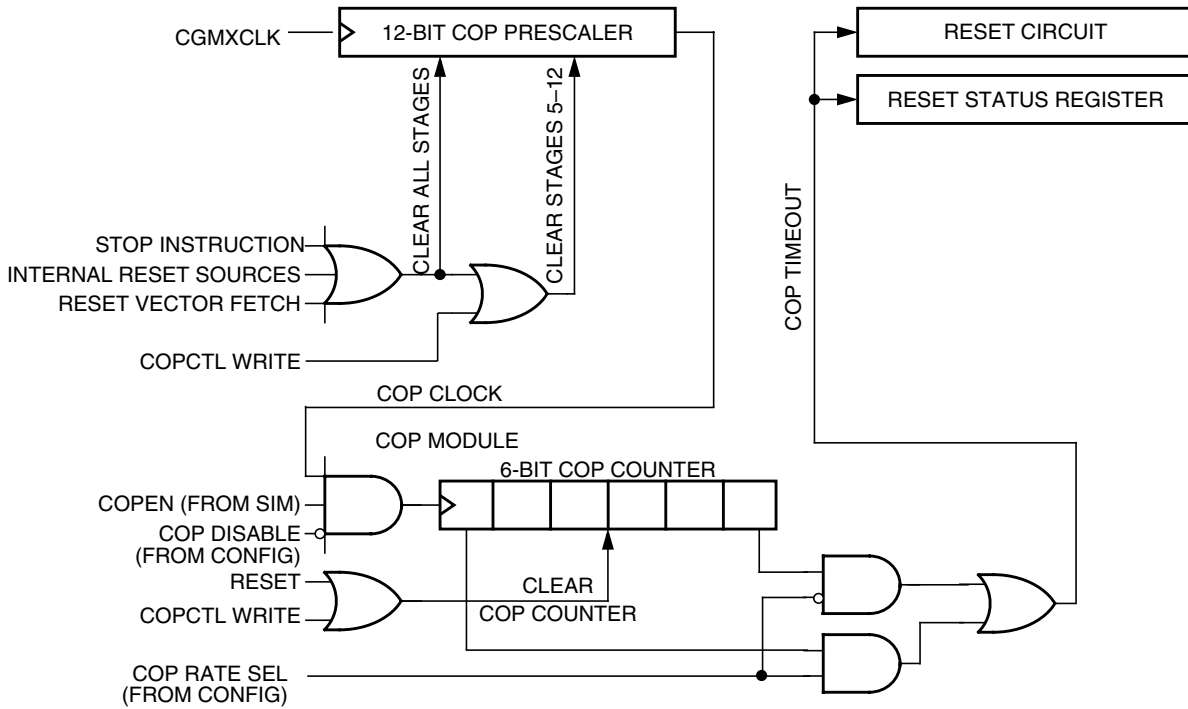 CGMXCLK
12-BIT COP PRESCALER
RESET CIRCUIT
RESET STATUS REGISTER
CLEAR ALL STAGES
CLEAR STAGES 5–12
COP TIMEOUT
STOP INSTRUCTION
INTERNAL RESET SOURCES
RESET VECTOR FETCH
COPCTL WRITE
COP CLOCK
COP MODULE
6-BIT COP COUNTER
COPEN (FROM SIM)
COP DISABLE
(FROM CONFIG)
RESET
COPCTL WRITE
CLEAR
COP COUNTER
COP RATE SEL
(FROM CONFIG)